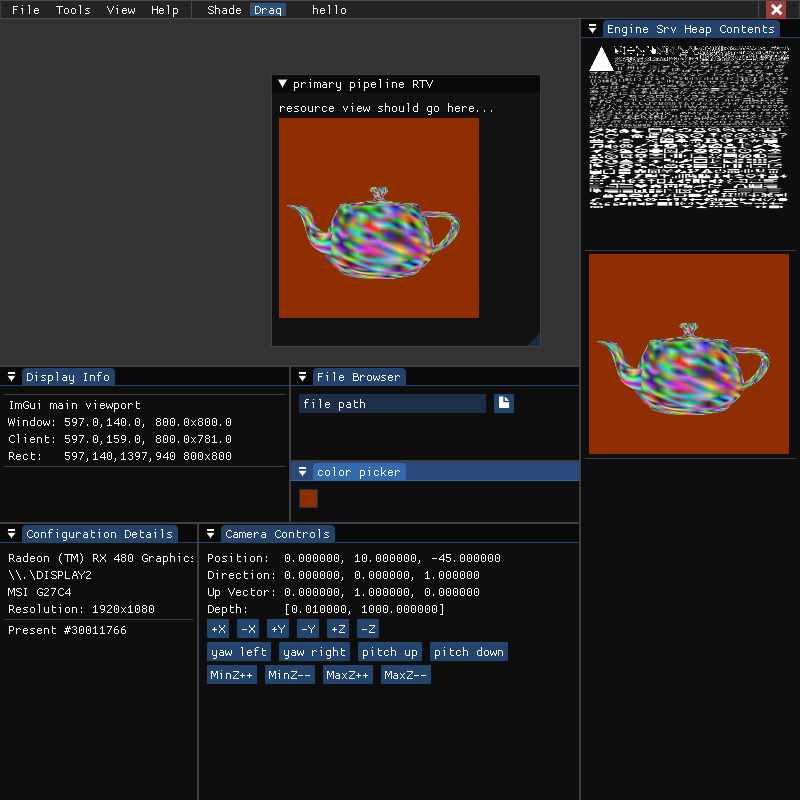 File Tools View Help Shade Draq hello
Engine Srv Heap Contents
primary pipeline RTV
resource view should go here...
Display Info
ImGui main viewport
Window: 597.0,140.0, 800.0x800.0
Client: 597.0,159.0, 800.0x781.0
Rect: 597,140,1397,940 800x800
File Browser
file path
color picker
Configuration Details
Radeon (TM) RX 480 Graphics
\\.\DISPLAY2
MSI G27C4
Resolution: 1920x1080
Present #30011766
Camera Controls
Position: 0.000000, 10.000000, -45.000000
Direction: 0.000000, 0.000000, 1.000000
Up Vector: 0.000000, 1.000000, 0.000000
Depth: [0.010000, 1000.000000]
+X -X +Y -Y +Z -Z
yaw left yaw right pitch up pitch down
MinZ++ MinZ-- MaxZ++ MaxZ--